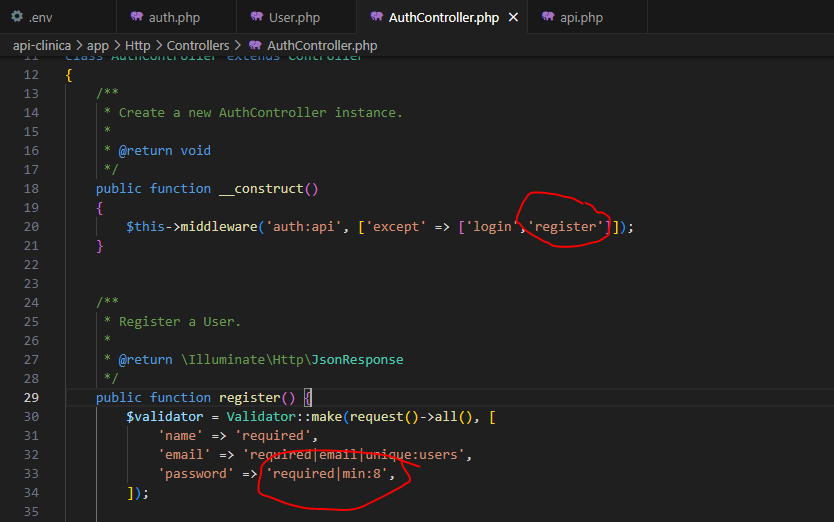 .env auth.php User.php AuthController.php api.php
api-clinica > app > Http > Controllers > AuthController.php
11 class AuthController extends Controller
12 {
13 /**
14 * Create a new AuthController instance.
15 *
16 * @return void
17 */
18 public function __construct()
19 {
20 $this->middleware('auth:api', ['except' => ['login','register']]);
21 }
22
23
24 /**
25 * Register a User.
26 *
27 * @return \Illuminate\Http\JsonResponse
28 */
29 public function register() {
30 $validator = Validator::make(request()->all(), [
31 'name' => 'required',
32 'email' => 'required|email|unique:users',
33 'password' => 'required|min:8',
34 ]);
35